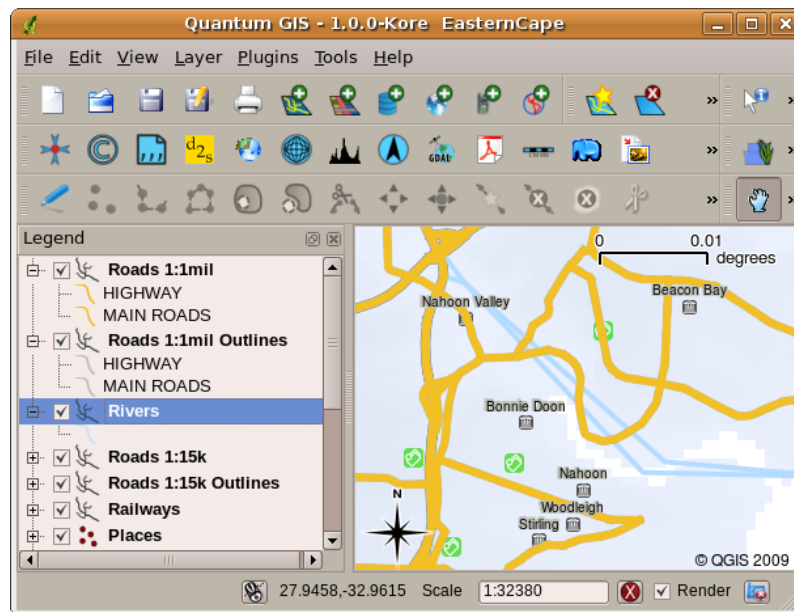 Quantum GIS - 1.0.0-Kore EasternCape
File Edit View Layer Plugins Tools Help
d2s
GDAL
Legend
Roads 1:1mil
HIGHWAY
MAIN ROADS
Roads 1:1mil Outlines
HIGHWAY
MAIN ROADS
Rivers
Roads 1:15k
Roads 1:15k Outlines
Railways
Places
0 0.01
degrees
Beacon Bay
Nahoon Valley
Bonnie Doon
Nahoon
Woodleigh
Stirling
N
© QGIS 2009
27.9458,-32.9615 Scale 1:32380 Render